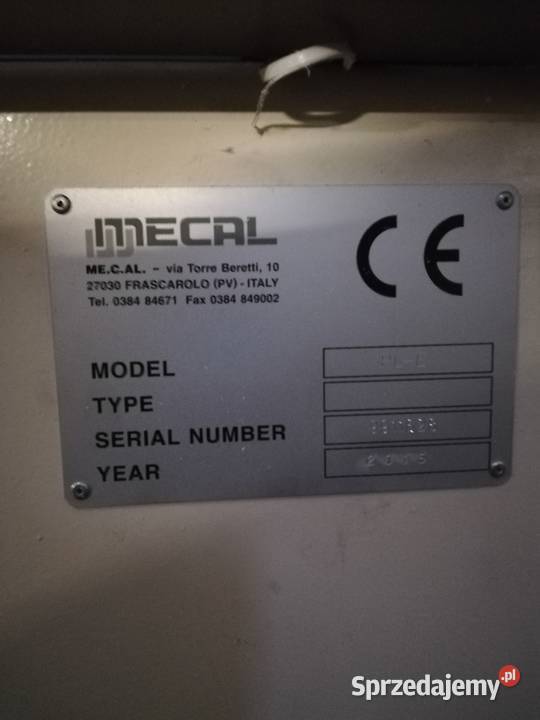 MECAL
CE
ME.C.AL. - via Torre Beretti, 10
27030 FRASCAROLO (PV) - ITALY
Tel. 0384 84671 Fax 0384 849002
MODEL
TYPE
SERIAL NUMBER
YEAR
Sprzedajemy.pl